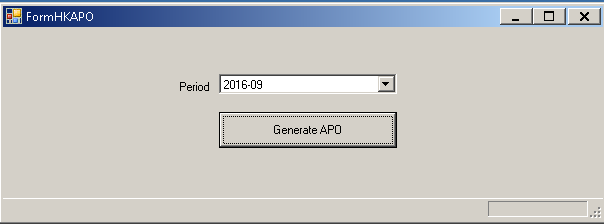 FormHKAPO
Period 2016-09
Generate APO